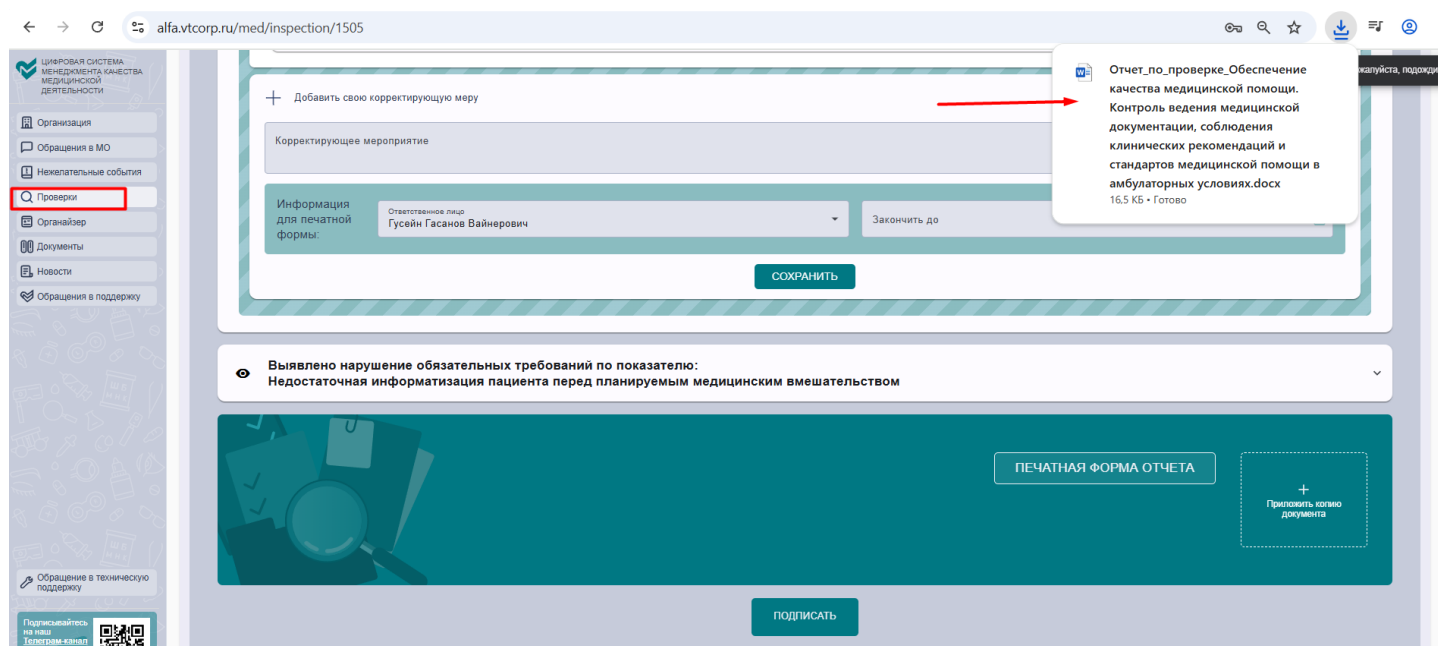 alfa.vtcorp.ru/med/inspection/1505
ЦИФРОВАЯ СИСТЕМА
МЕНЕДЖМЕНТА КАЧЕСТВА
МЕДИЦИНСКОЙ
ДЕЯТЕЛЬНОСТИ
Организация
Обращения в МО
Нежелательные события
Проверки
Органайзер
Документы
Новости
Обращения в поддержку
Обращение в техническую
поддержку
Подписывайтесь
на наш
Телеграм-канал
Добавить свою корректирующую меру
Корректирующее мероприятие
Информация
для печатной
формы:
Ответственное лицо
Гусейн Гасанов Вайнерович
Закончить до
СОХРАНИТЬ
Отчет_по_проверке_Обеспечение
качества медицинской помощи.
Контроль ведения медицинской
документации, соблюдения
клинических рекомендаций и
стандартов медицинской помощи в
амбулаторных условиях.docx
16,5 КБ • Готово
Выявлено нарушение обязательных требований по показателю:
Недостаточная информатизация пациента перед планируемым медицинским вмешательством
ПЕЧАТНАЯ ФОРМА ОТЧЕТА
Приложить копию
документа
ПОДПИСАТЬ